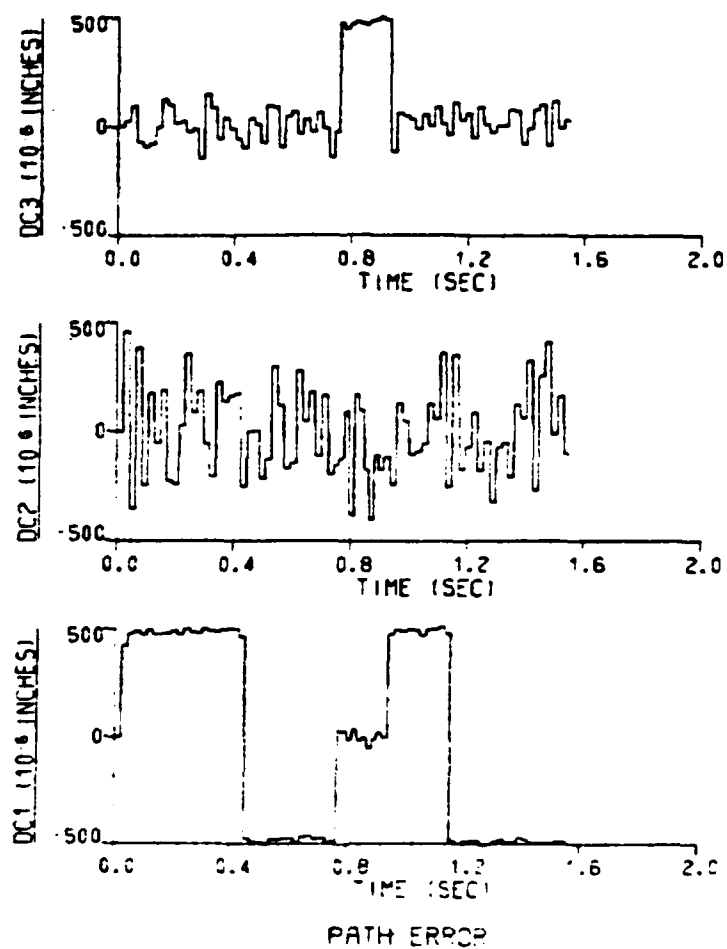 DC3 (10⁻⁶ INCHES)
500
0
-500
0.0 0.4 0.8 1.2 1.6 2.0
TIME (SEC)
DC2 (10⁻⁶ INCHES)
500
0
-500
0.0 0.4 0.8 1.2 1.6 2.0
TIME (SEC)
DC1 (10⁻⁶ INCHES)
500
0
-500
0.0 0.4 0.8 1.2 1.6 2.0
TIME (SEC)
PATH ERROR